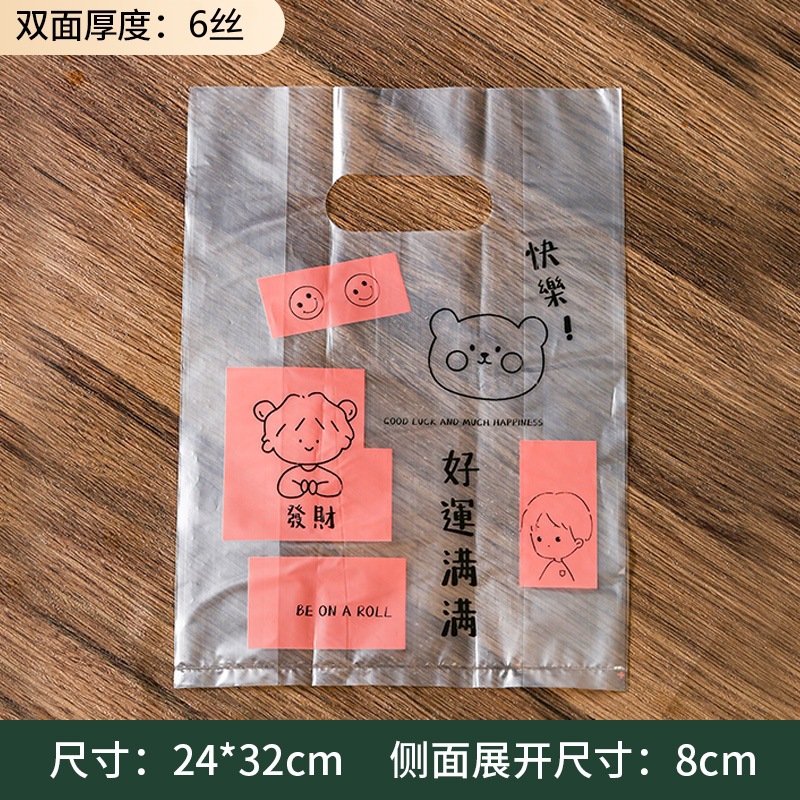 双面厚度：6丝
快樂！
GOOD LUCK AND MUCH HAPPINESS
好運满满
發財
BE ON A ROLL
尺寸：24*32cm 侧面展开尺寸：8cm